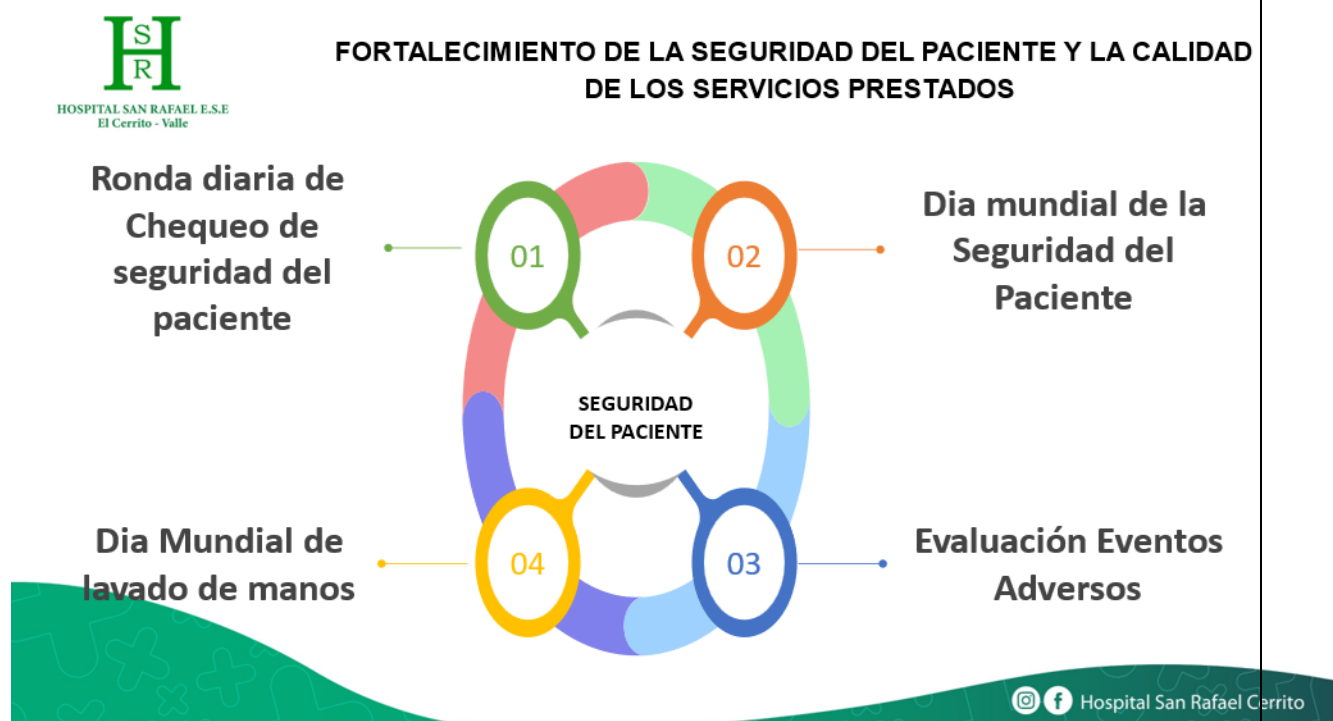 S
H
R
HOSPITAL SAN RAFAEL E.S.E
El Cerrito - Valle
FORTALECIMIENTO DE LA SEGURIDAD DEL PACIENTE Y LA CALIDAD
DE LOS SERVICIOS PRESTADOS
Ronda diaria de
Chequeo de
seguridad del
paciente
01
02
Dia mundial de la
Seguridad del
Paciente
SEGURIDAD
DEL PACIENTE
Dia Mundial de
lavado de manos
04
03
Evaluación Eventos
Adversos
Hospital San Rafael Cerrito